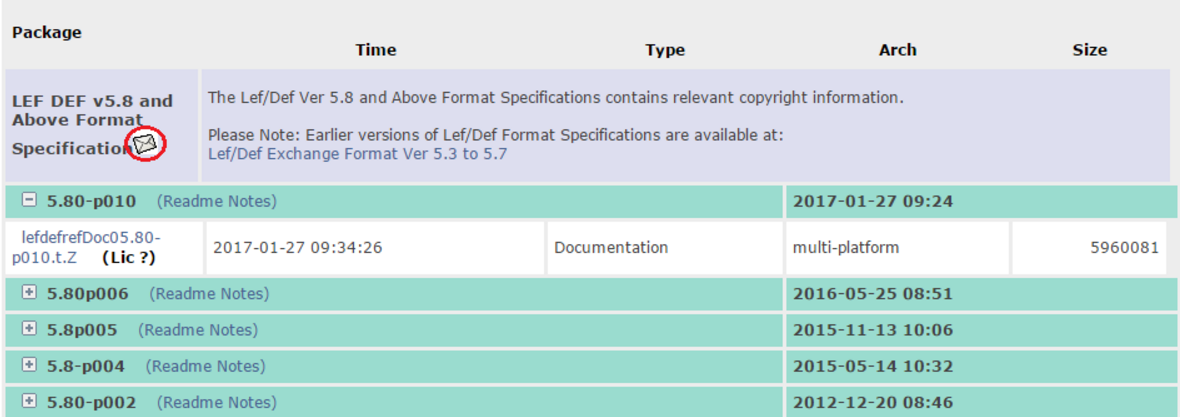 Package
Time Type Arch Size
LEF DEF v5.8 and
Above Format
Specification
The Lef/Def Ver 5.8 and Above Format Specifications contains relevant copyright information.
Please Note: Earlier versions of Lef/Def Format Specifications are available at:
Lef/Def Exchange Format Ver 5.3 to 5.7
5.80-p010 (Readme Notes) 2017-01-27 09:24
lefdefrefDoc05.80-
p010.t.Z (Lic ?) 2017-01-27 09:34:26 Documentation multi-platform 5960081
5.80p006 (Readme Notes) 2016-05-25 08:51
5.8p005 (Readme Notes) 2015-11-13 10:06
5.8-p004 (Readme Notes) 2015-05-14 10:32
5.80-p002 (Readme Notes) 2012-12-20 08:46